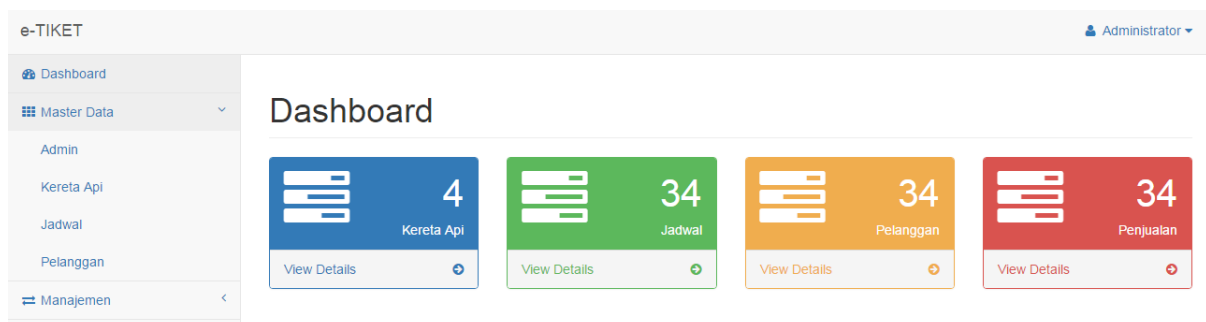 e-TIKET
Administrator
Dashboard
Master Data
Admin
Kereta Api
Jadwal
Pelanggan
Manajemen
Dashboard
4
Kereta Api
View Details
34
Jadwal
View Details
34
Pelanggan
View Details
34
Penjualan
View Details